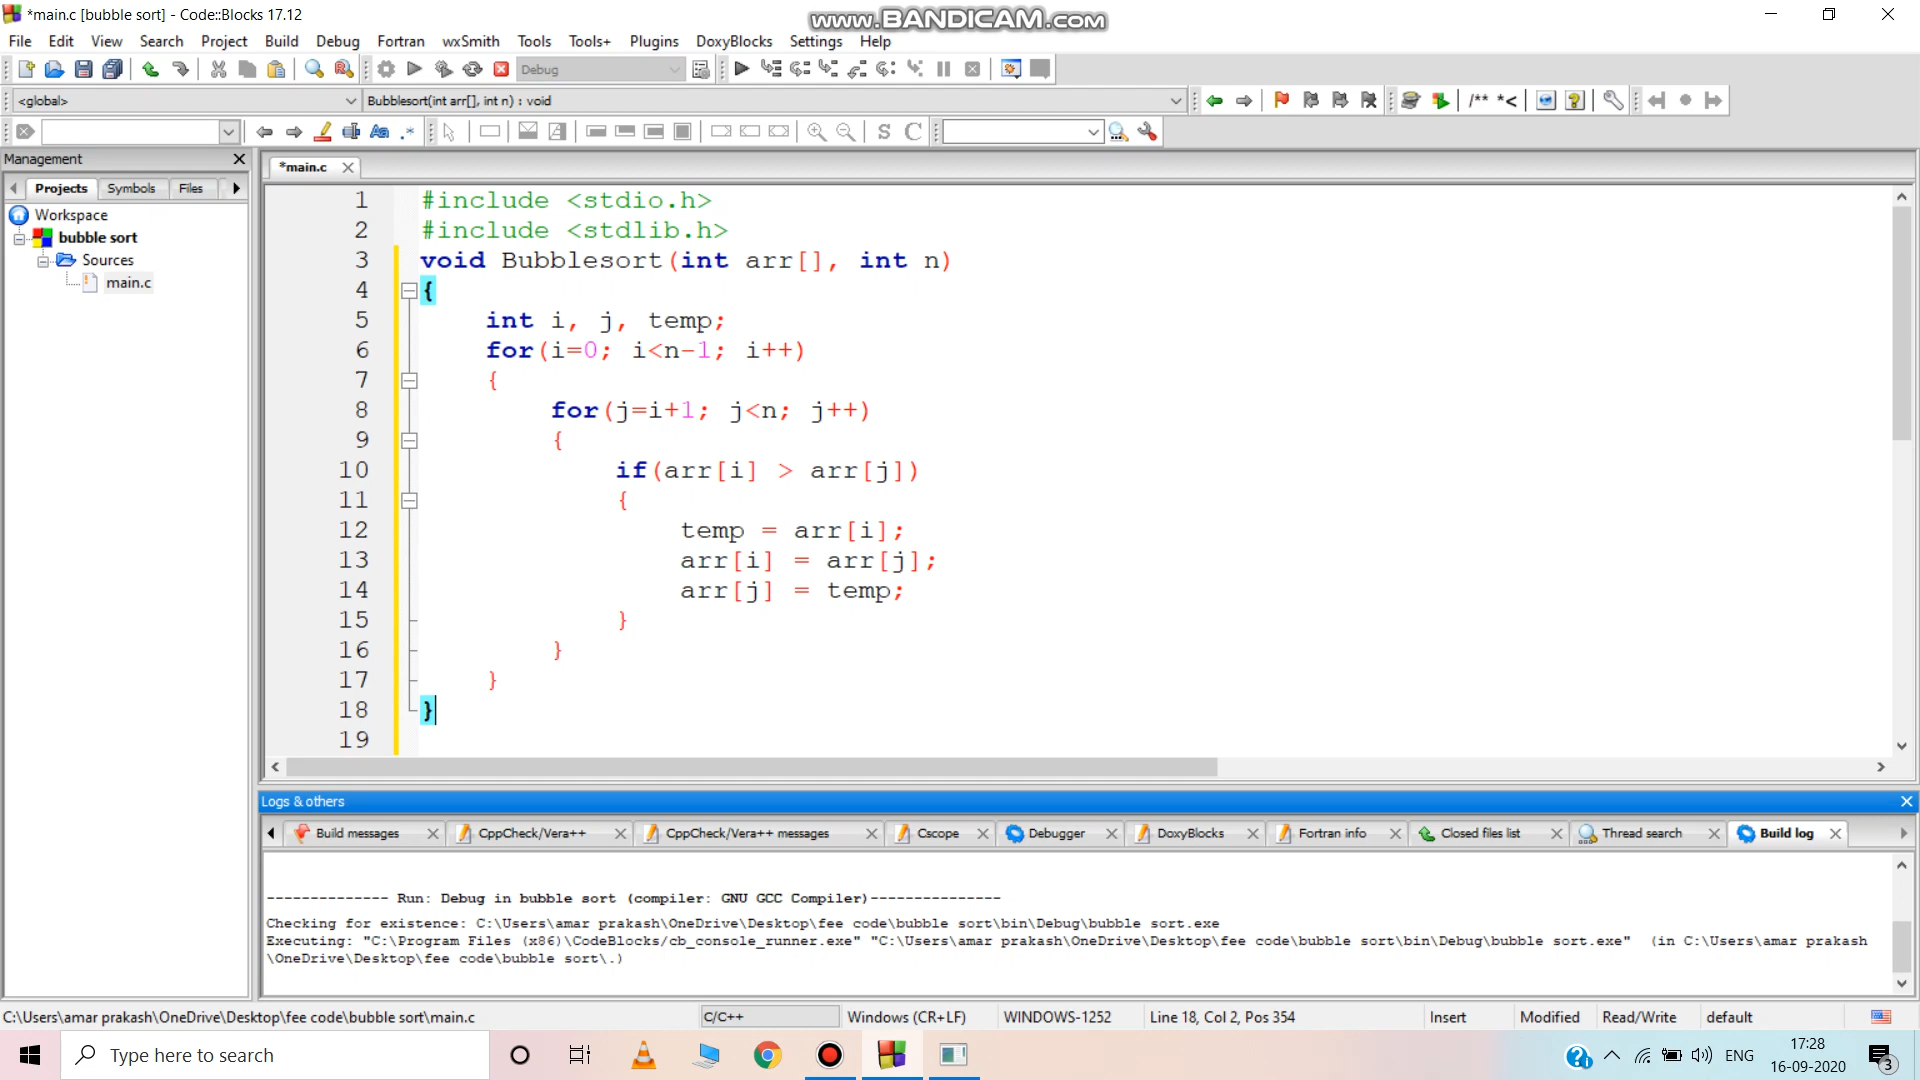 *main.c [bubble sort] - Code::Blocks 17.12
www.BANDICAM.com
File Edit View Search Project Build Debug Fortran wxSmith Tools Tools+ Plugins DoxyBlocks Settings Help
Debug
<global> Bubblesort(int arr[], int n) : void
/** *<
Aa .* S C
Management
*main.c
Projects Symbols Files
Workspace
bubble sort
Sources
main.c
1 #include <stdio.h>
2 #include <stdlib.h>
3 void Bubblesort(int arr[], int n)
4 {
5 int i, j, temp;
6 for(i=0; i<n-1; i++)
7 {
8 for(j=i+1; j<n; j++)
9 {
10 if(arr[i] > arr[j])
11 {
12 temp = arr[i];
13 arr[i] = arr[j];
14 arr[j] = temp;
15 }
16 }
17 }
18 }
19
Logs & others
Build messages CppCheck/Vera++ CppCheck/Vera++ messages Cscope Debugger DoxyBlocks Fortran info Closed files list Thread search Build log
-------------- Run: Debug in bubble sort (compiler: GNU GCC Compiler)---------------
Checking for existence: C:\Users\amar prakash\OneDrive\Desktop\fee code\bubble sort\bin\Debug\bubble sort.exe
Executing: "C:\Program Files (x86)\CodeBlocks/cb_console_runner.exe" "C:\Users\amar prakash\OneDrive\Desktop\fee code\bubble sort\bin\Debug\bubble sort.exe"  (in C:\Users\amar prakash
\OneDrive\Desktop\fee code\bubble sort\.)
C:\Users\amar prakash\OneDrive\Desktop\fee code\bubble sort\main.c C/C++ Windows (CR+LF) WINDOWS-1252 Line 18, Col 2, Pos 354 Insert Modified Read/Write default
Type here to search
ENG
17:28
16-09-2020
3